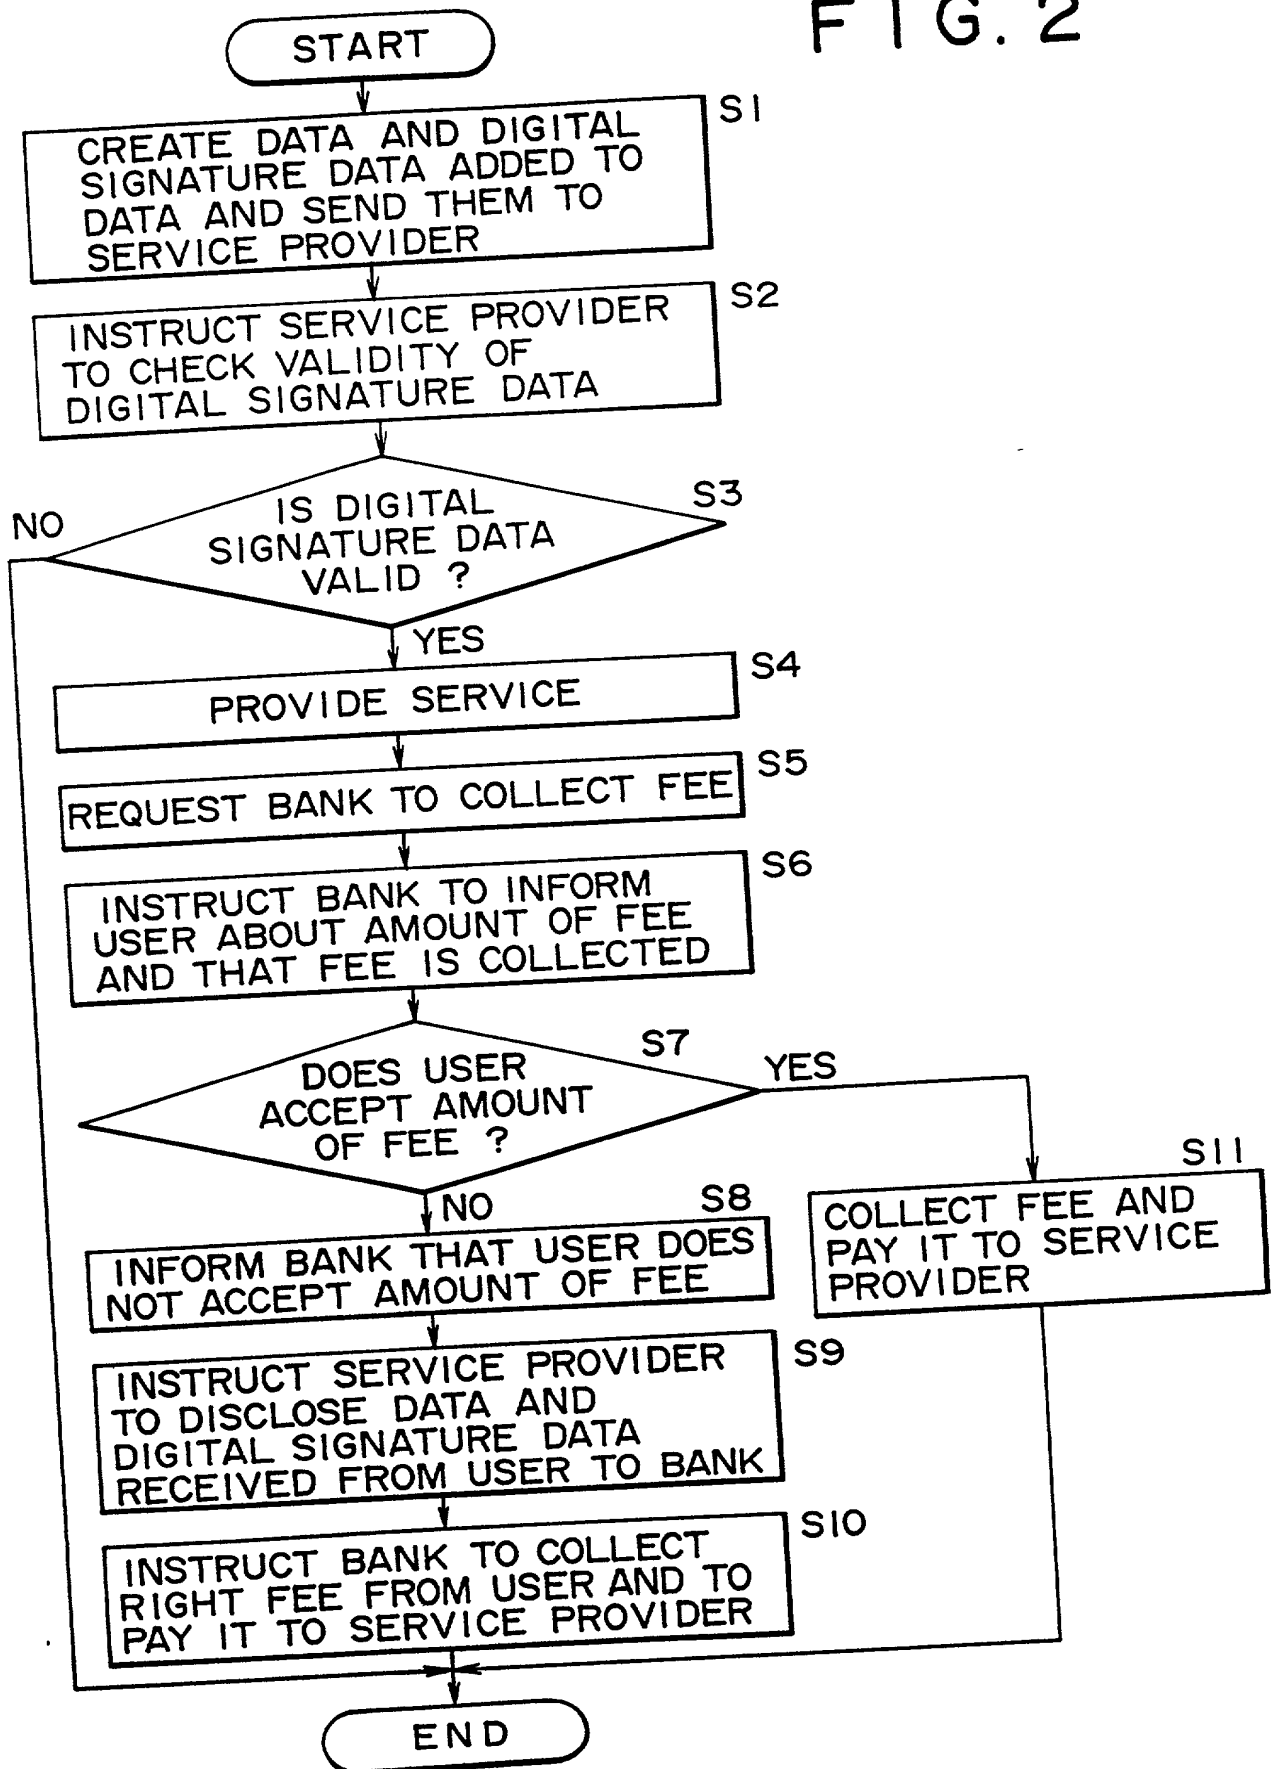 FIG. 2
START
S1
CREATE DATA AND DIGITAL
SIGNATURE DATA ADDED TO
DATA AND SEND THEM TO
SERVICE PROVIDER
S2
INSTRUCT SERVICE PROVIDER
TO CHECK VALIDITY OF
DIGITAL SIGNATURE DATA
S3
NO
IS DIGITAL
SIGNATURE DATA
VALID ?
YES
S4
PROVIDE SERVICE
S5
REQUEST BANK TO COLLECT FEE
S6
INSTRUCT BANK TO INFORM
USER ABOUT AMOUNT OF FEE
AND THAT FEE IS COLLECTED
S7
YES
DOES USER
ACCEPT AMOUNT
OF FEE ?
NO
S8
INFORM BANK THAT USER DOES
NOT ACCEPT AMOUNT OF FEE
S11
COLLECT FEE AND
PAY IT TO SERVICE
PROVIDER
S9
INSTRUCT SERVICE PROVIDER
TO DISCLOSE DATA AND
DIGITAL SIGNATURE DATA
RECEIVED FROM USER TO BANK
S10
INSTRUCT BANK TO COLLECT
RIGHT FEE FROM USER AND TO
PAY IT TO SERVICE PROVIDER
END